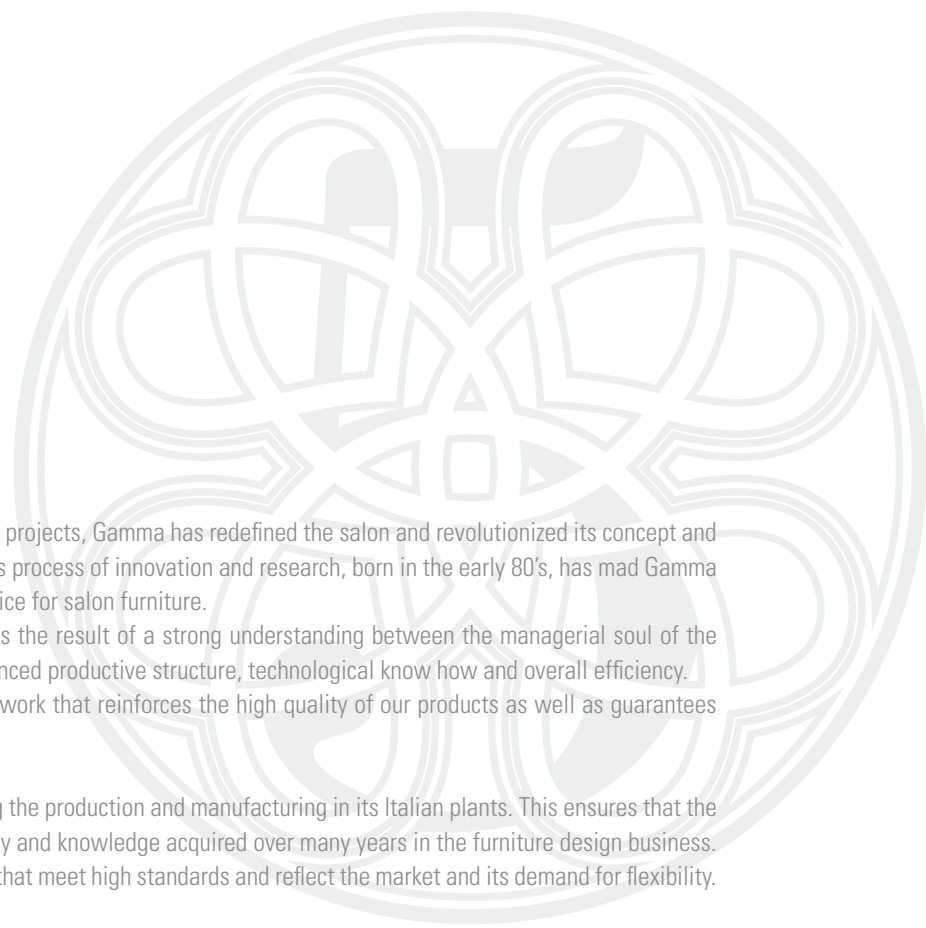 projects, Gamma has redefined the salon and revolutionized its concept and
s process of innovation and research, born in the early 80’s, has mad Gamma
ice for salon furniture.
s the result of a strong understanding between the managerial soul of the
nced productive structure, technological know how and overall efficiency.
work that reinforces the high quality of our products as well as guarantees
g the production and manufacturing in its Italian plants. This ensures that the
y and knowledge acquired over many years in the furniture design business.
that meet high standards and reflect the market and its demand for flexibility.